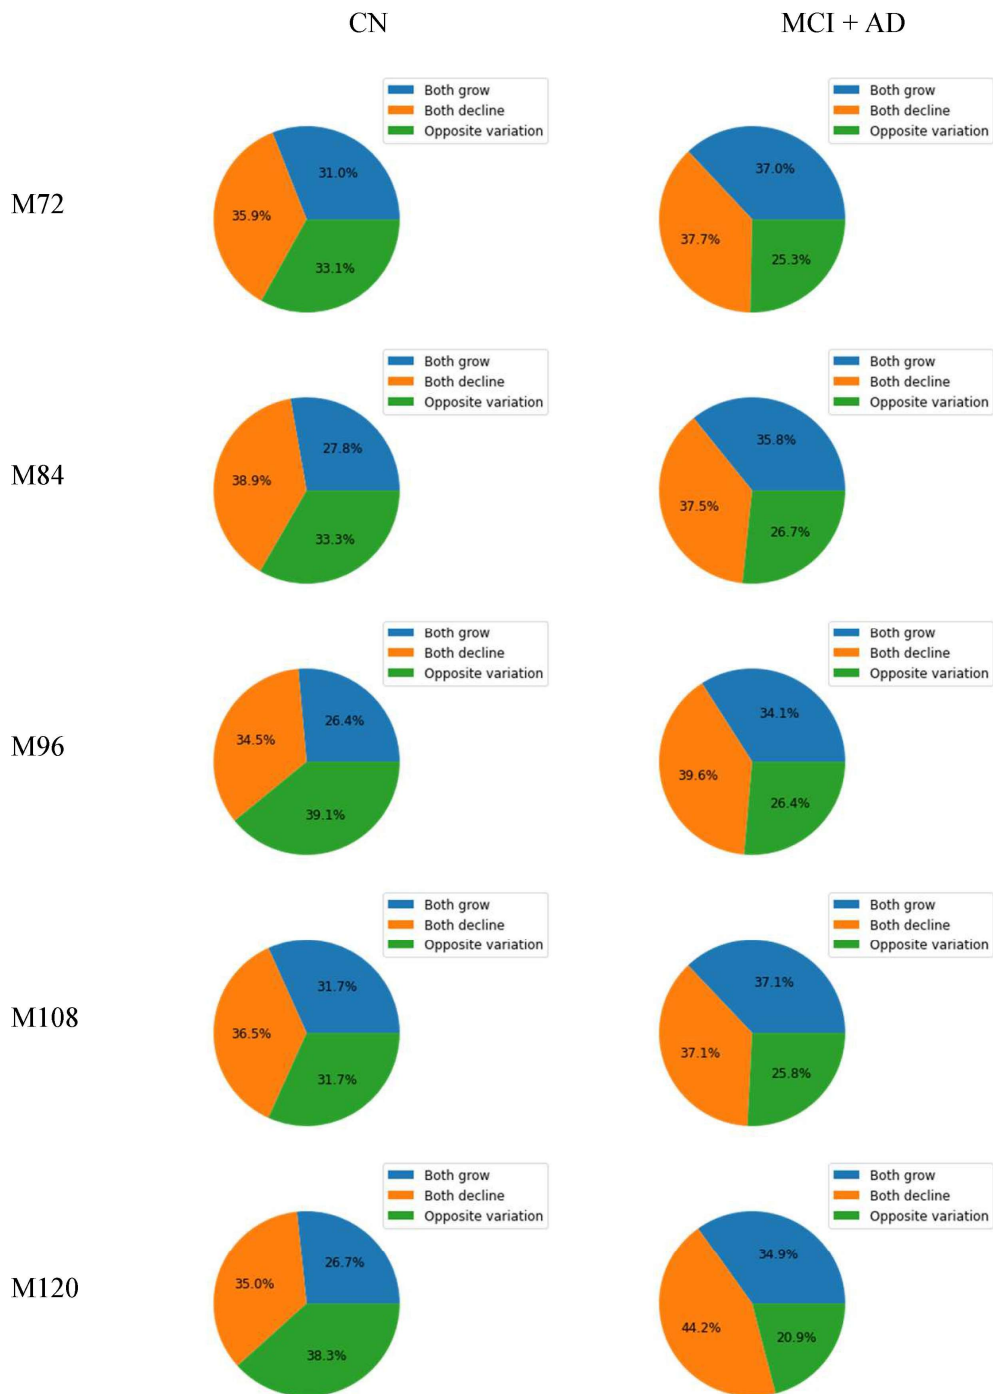 CN
MCI + AD
M72
Both grow
Both decline
Opposite variation
31.0%
35.9%
33.1%
Both grow
Both decline
Opposite variation
37.0%
37.7%
25.3%
M84
Both grow
Both decline
Opposite variation
27.8%
38.9%
33.3%
Both grow
Both decline
Opposite variation
35.8%
37.5%
26.7%
M96
Both grow
Both decline
Opposite variation
26.4%
34.5%
39.1%
Both grow
Both decline
Opposite variation
34.1%
39.6%
26.4%
M108
Both grow
Both decline
Opposite variation
31.7%
36.5%
31.7%
Both grow
Both decline
Opposite variation
37.1%
37.1%
25.8%
M120
Both grow
Both decline
Opposite variation
26.7%
35.0%
38.3%
Both grow
Both decline
Opposite variation
34.9%
44.2%
20.9%